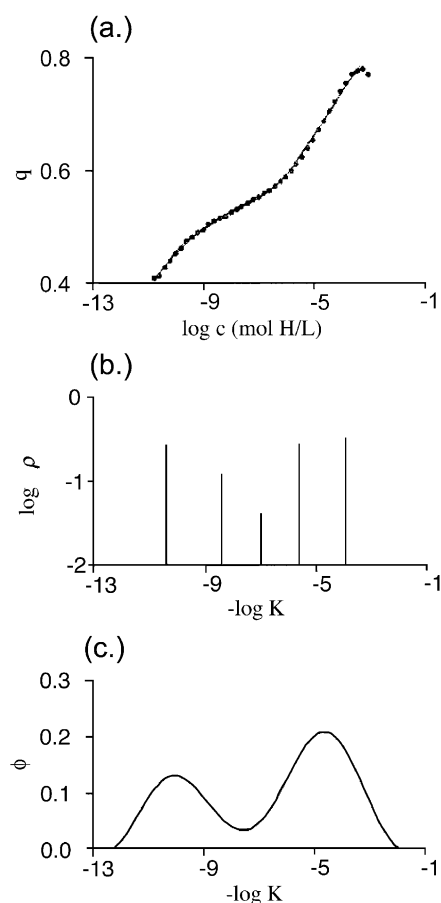 (a.)
0.8
0.6
0.4
q
-13 -9 -5 -1
log c (mol H/L)
(b.)
0
-1
-2
log ρ
-13 -9 -5 -1
-log K
(c.)
0.3
0.2
0.1
0.0
ϕ
-13 -9 -5 -1
-log K